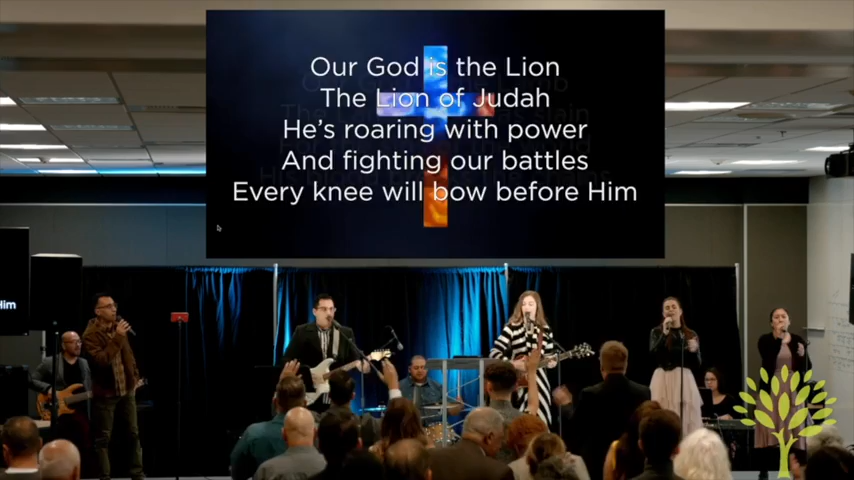 Our God is the Lion
The Lion of Judah
He's roaring with power
And fighting our battles
Every knee will bow before Him
Him